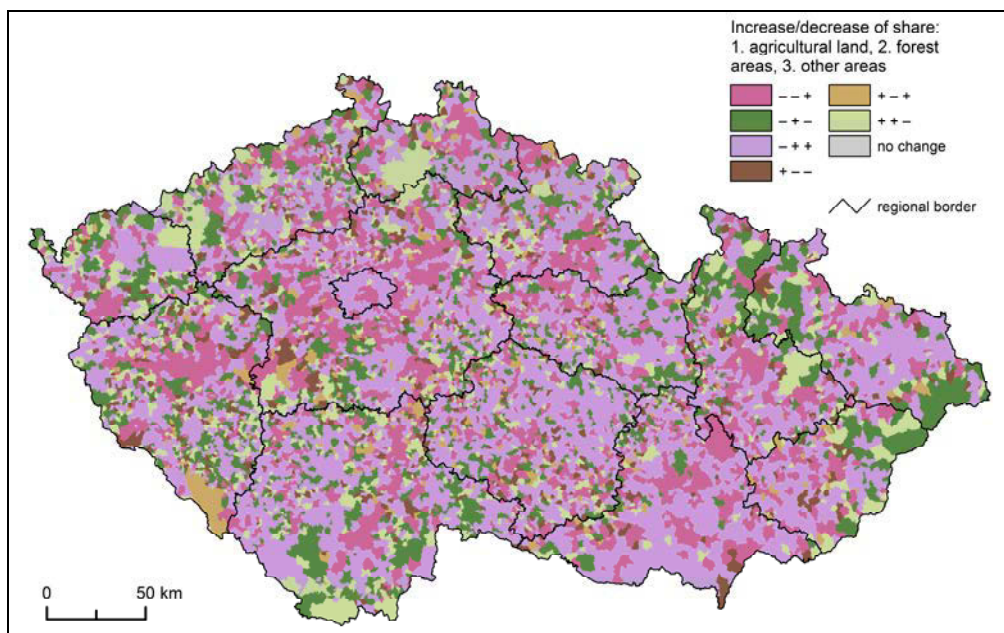 Increase/decrease of share:
1. agricultural land, 2. forest
areas, 3. other areas
– – +
+ – +
– + –
+ + –
– + +
no change
+ – –
regional border
0 50 km